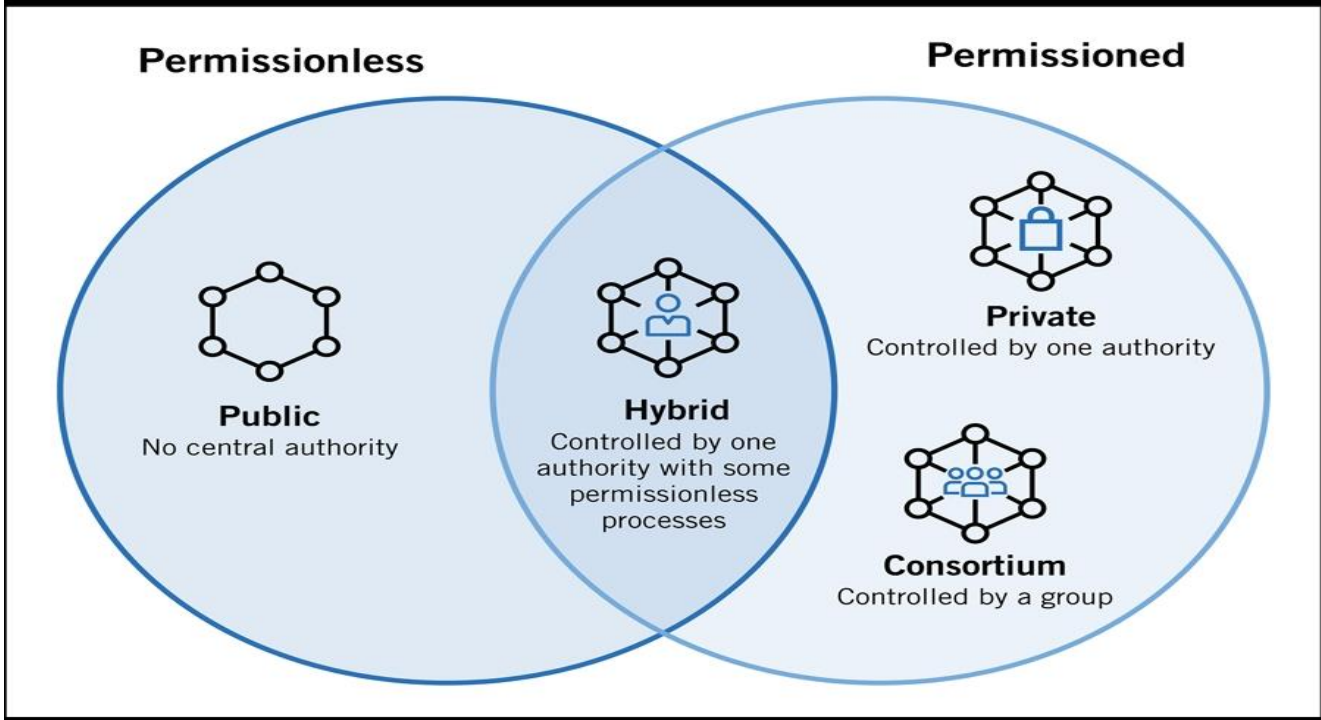 Permissionless
Permissioned
Public
No central authority
Hybrid
Controlled by one
authority with some
permissionless
processes
Private
Controlled by one authority
Consortium
Controlled by a group